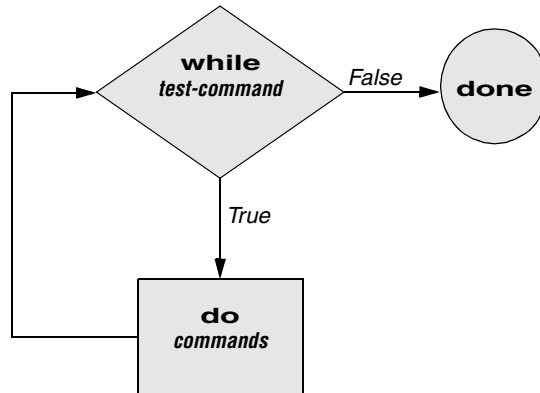 while
test-command
False
done
True
do
commands